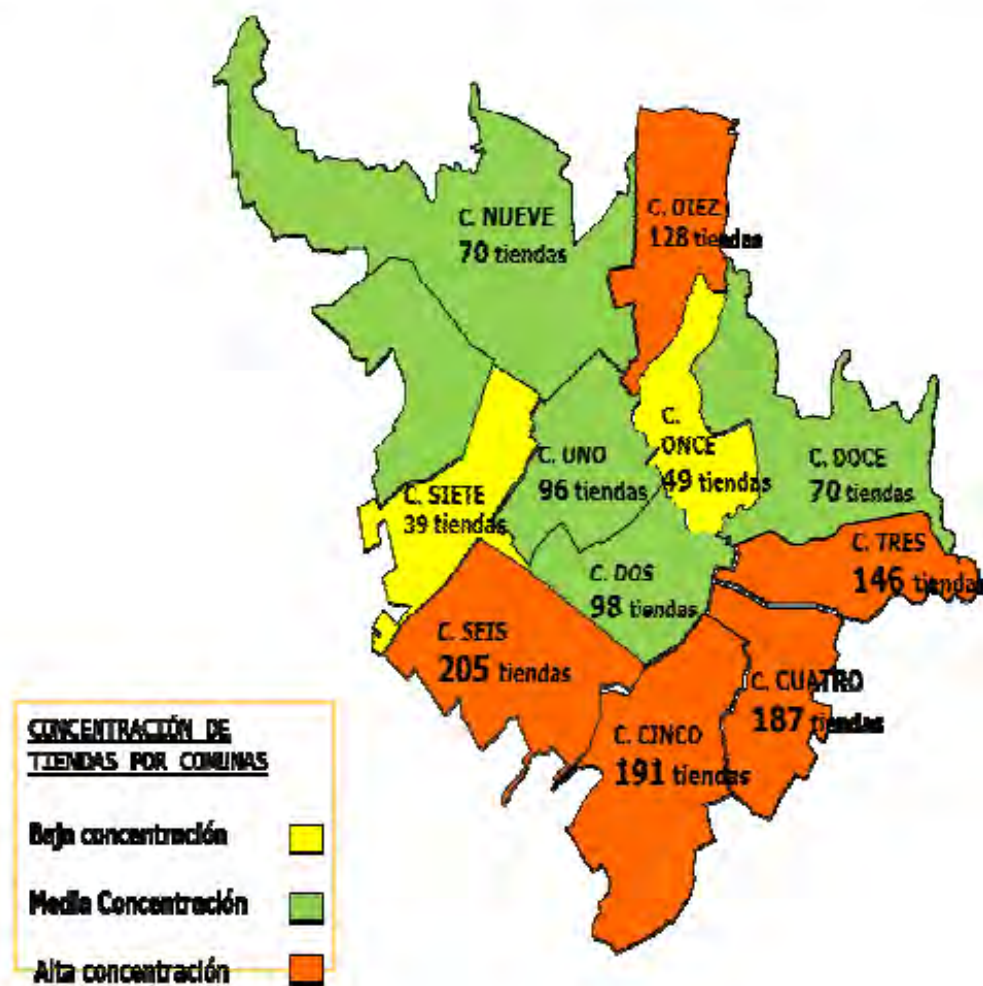 C. NUEVE
70 tiendas
C. DIEZ
128 tiendas
C. UNO
96 tiendas
C.
ONCE
49 tiendas
C. DOCE
70 tiendas
C. SIETE
39 tiendas
C. TRES
146 tiendas
C. DOS
98 tiendas
C. SEIS
205 tiendas
C. CUATRO
187 tiendas
C. CINCO
191 tiendas
CONCENTRACIÓN DE
TIENDAS POR COMUNAS
Baja concentración
Media Concentración
Alta concentración